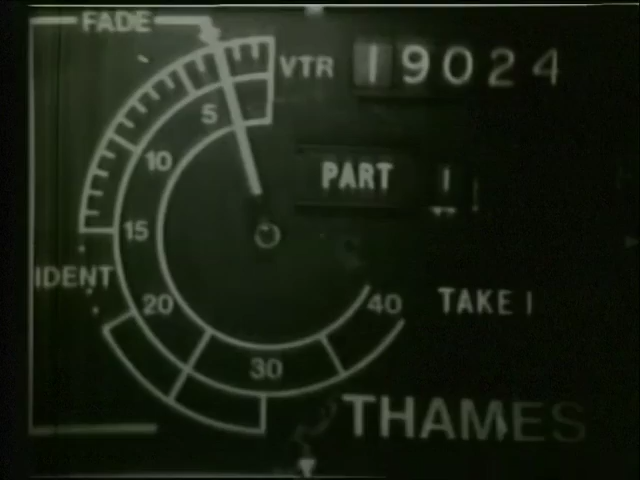 FADE
VTR 19024
5
10
PART 1
15
IDENT
20
40
TAKE 1
30
THAMES